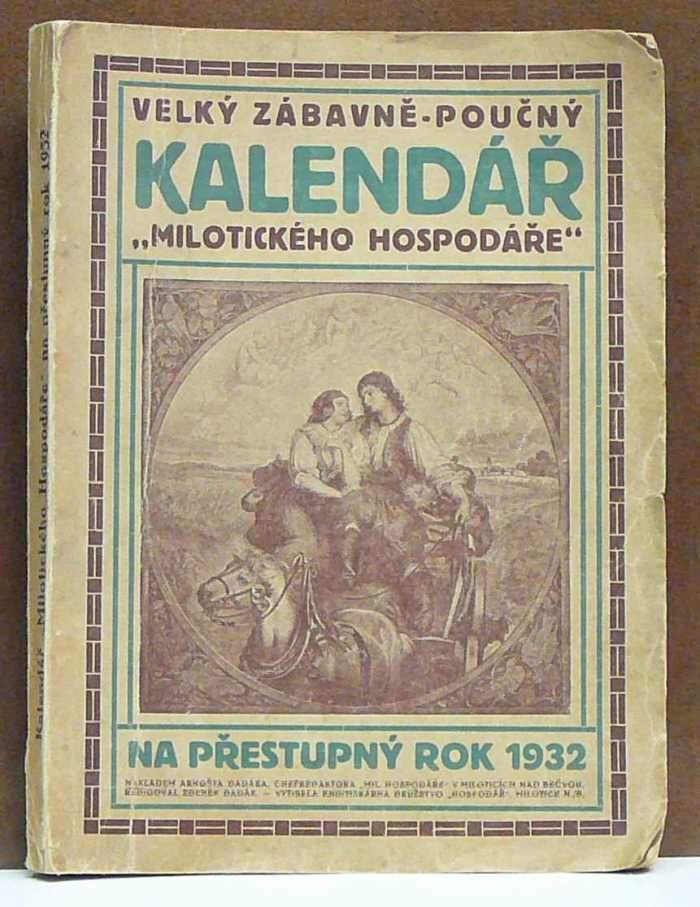 VELKÝ ZÁBAVNĚ-POUČNÝ
KALENDÁŘ
„MILOTICKÉHO HOSPODÁŘE“
NA PŘESTUPNÝ ROK 1932
NÁKLADEM ARNOŠTA DADÁKA, ŠÉFREDAKTORA „MIL. HOSPODÁŘE“ V MILOTICÍCH NAD BEČVOU.
REDIGOVAL ZDENĚK DADÁK. — VYTISKLA KNIHTISKÁRNA DRUŽSTVO „HOSPODÁŘ“, MILOTICE N./B.
Kalendář Milotického Hospodáře na přestupný rok 1932